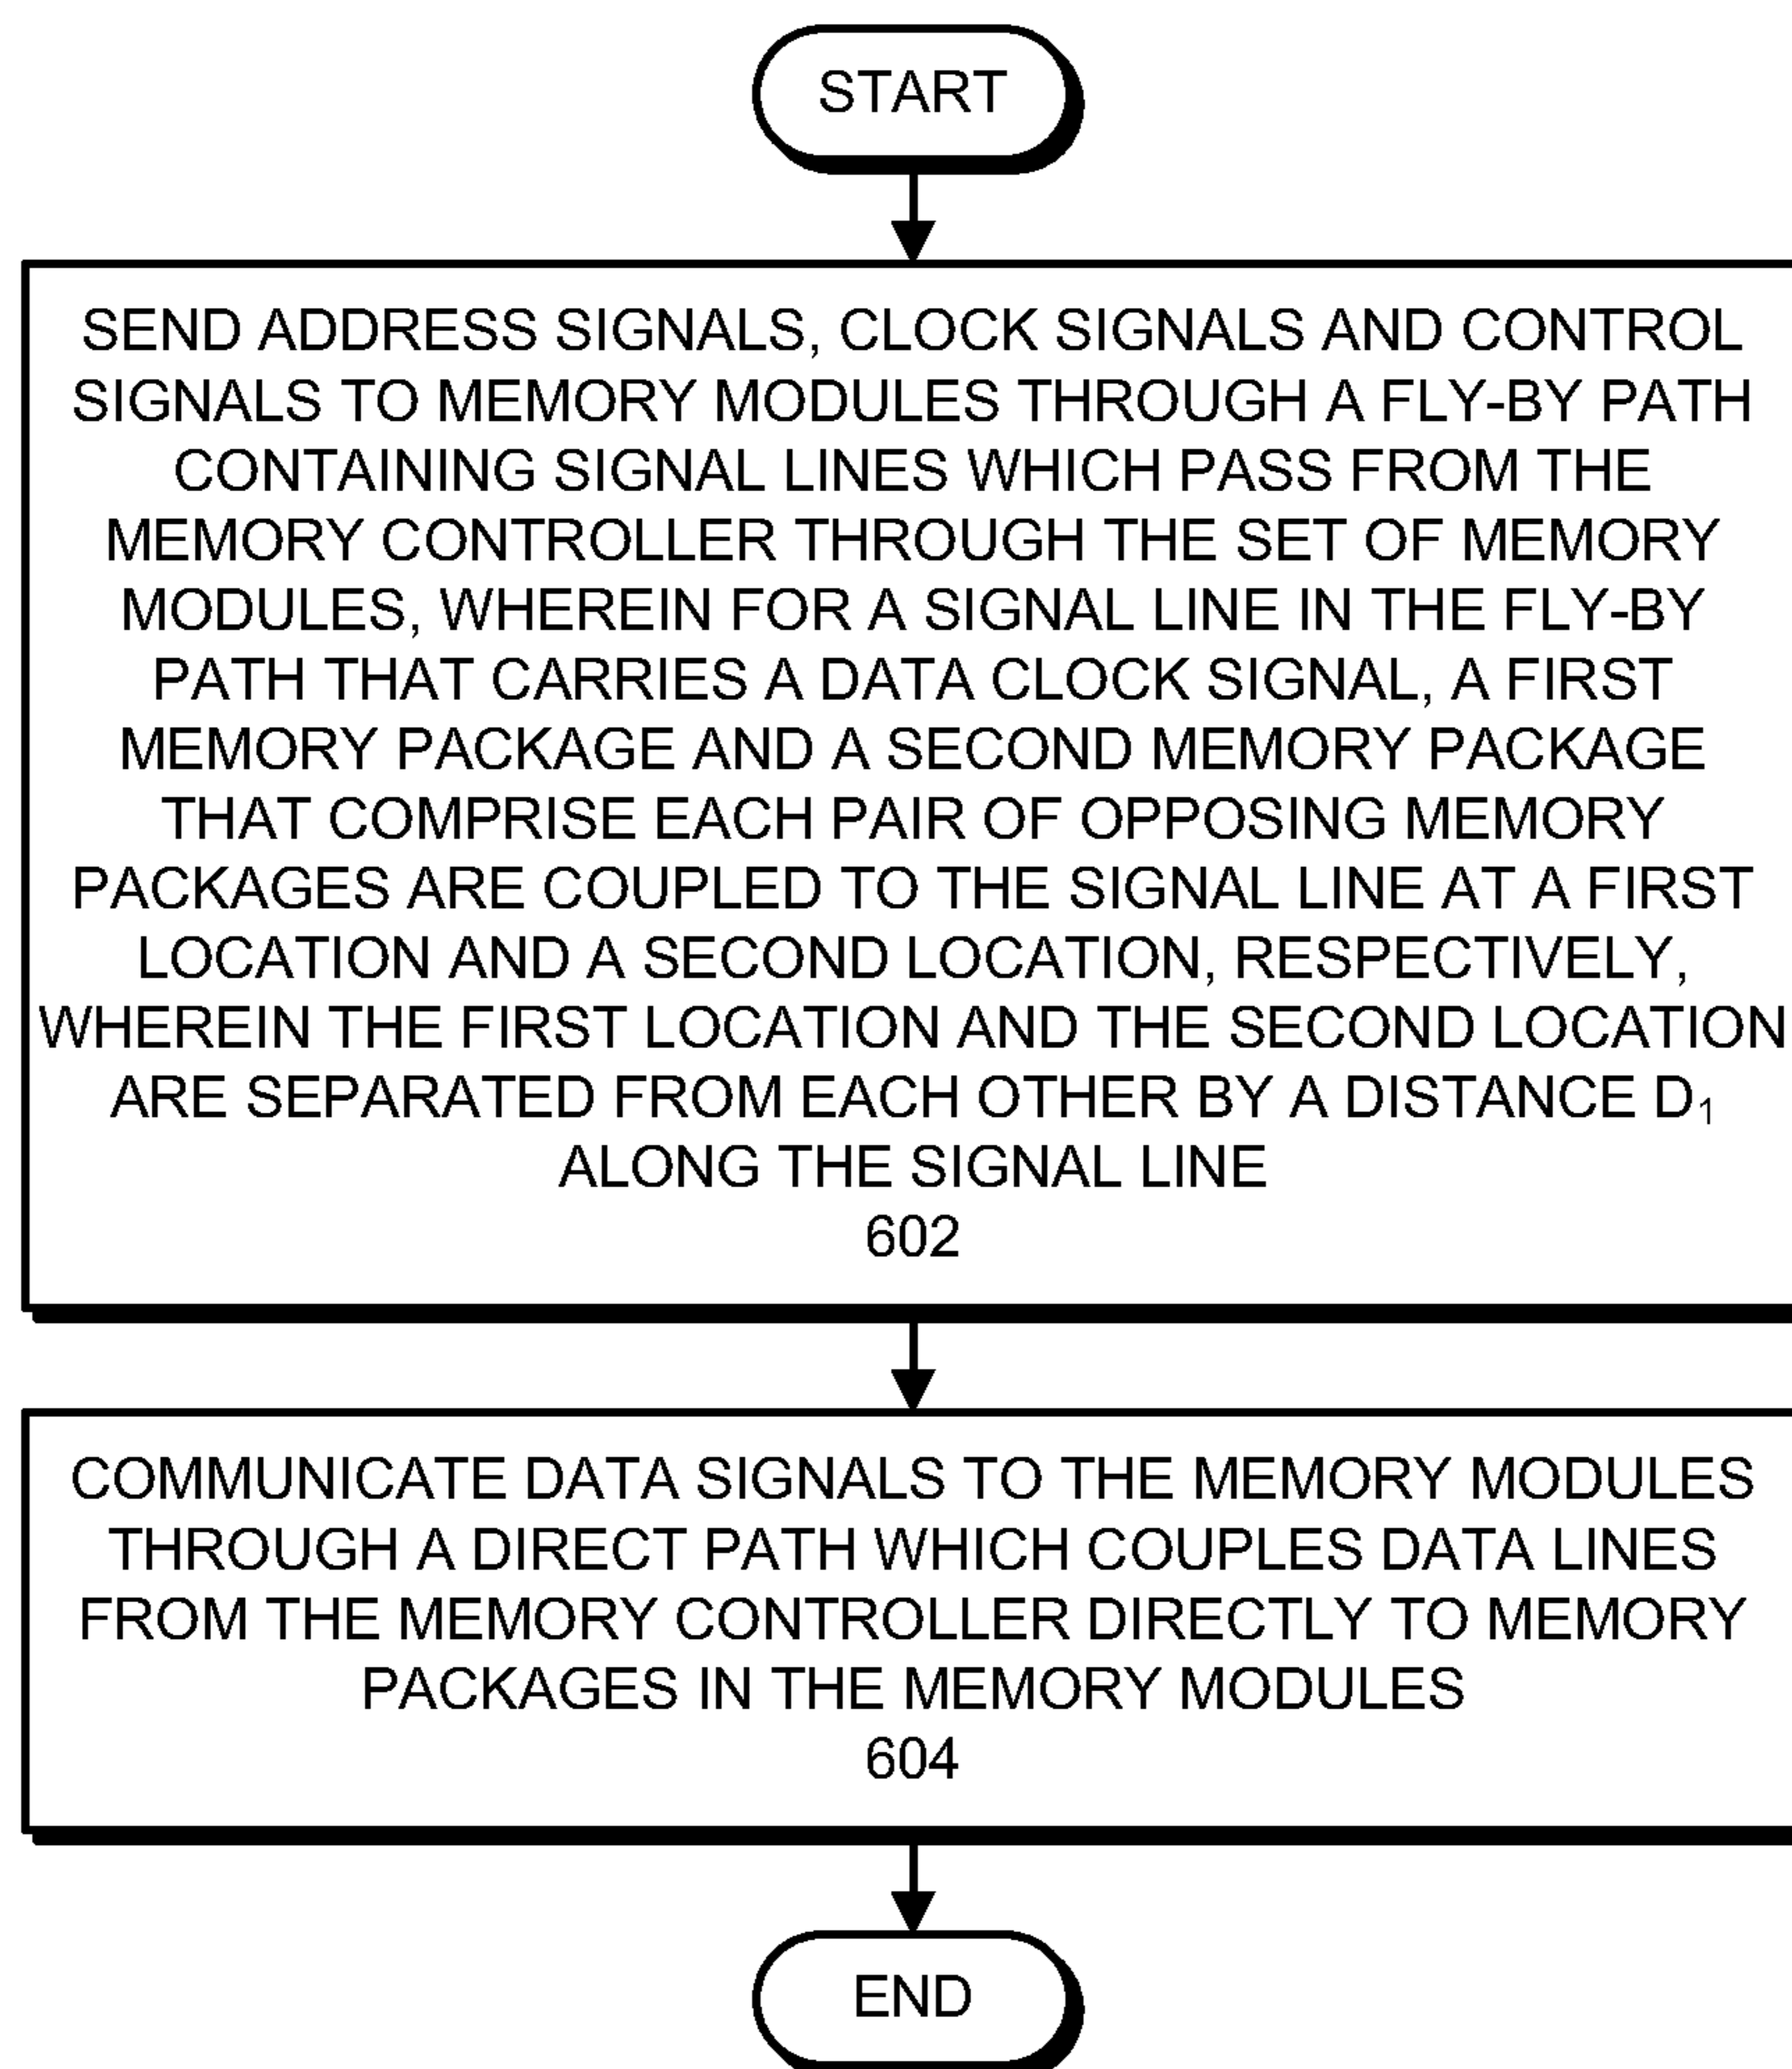 START
SEND ADDRESS SIGNALS, CLOCK SIGNALS AND CONTROL
SIGNALS TO MEMORY MODULES THROUGH A FLY-BY PATH
CONTAINING SIGNAL LINES WHICH PASS FROM THE
MEMORY CONTROLLER THROUGH THE SET OF MEMORY
MODULES, WHEREIN FOR A SIGNAL LINE IN THE FLY-BY
PATH THAT CARRIES A DATA CLOCK SIGNAL, A FIRST
MEMORY PACKAGE AND A SECOND MEMORY PACKAGE
THAT COMPRISE EACH PAIR OF OPPOSING MEMORY
PACKAGES ARE COUPLED TO THE SIGNAL LINE AT A FIRST
LOCATION AND A SECOND LOCATION, RESPECTIVELY,
WHEREIN THE FIRST LOCATION AND THE SECOND LOCATION
ARE SEPARATED FROM EACH OTHER BY A DISTANCE D₁
ALONG THE SIGNAL LINE
602
COMMUNICATE DATA SIGNALS TO THE MEMORY MODULES
THROUGH A DIRECT PATH WHICH COUPLES DATA LINES
FROM THE MEMORY CONTROLLER DIRECTLY TO MEMORY
PACKAGES IN THE MEMORY MODULES
604
END